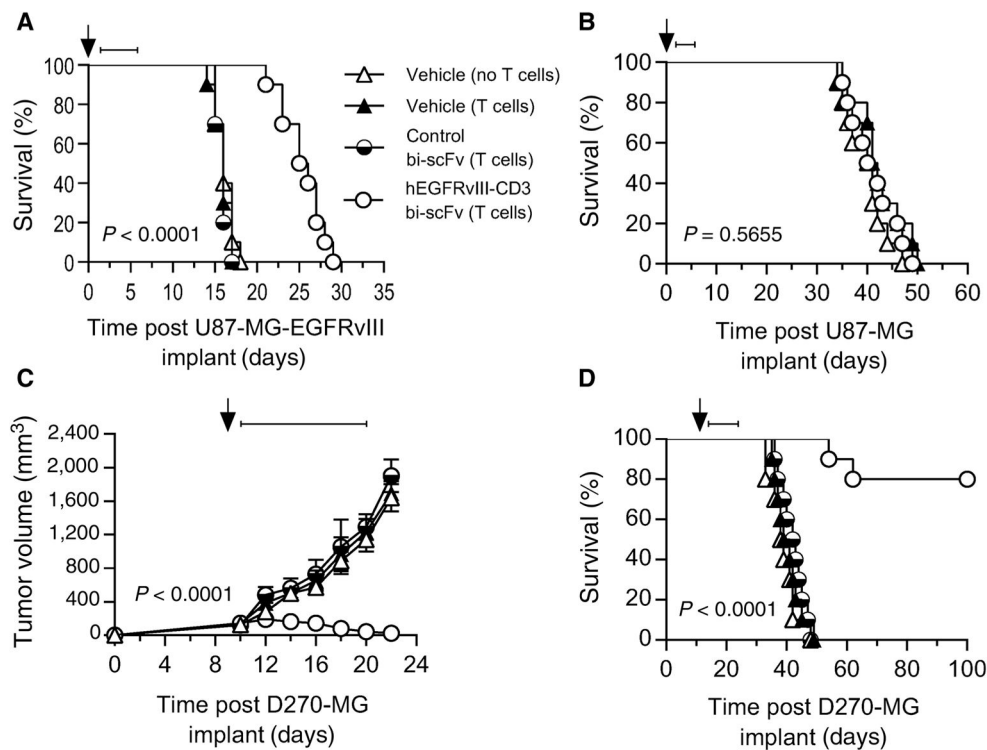 A
100
80
60
40
20
0
Survival (%)
P < 0.0001
0 5 10 15 20 25 30 35
Time post U87-MG-EGFRvIII
implant (days)
Vehicle (no T cells)
Vehicle (T cells)
Control
bi-scFv (T cells)
hEGFRvIII-CD3
bi-scFv (T cells)
B
100
80
60
40
20
0
Survival (%)
P = 0.5655
0 10 20 30 40 50 60
Time post U87-MG
implant (days)
C
2,400
2,000
1,600
1,200
800
400
0
Tumor volume (mm³)
P < 0.0001
0 4 8 12 16 20 24
Time post D270-MG
implant (days)
D
100
80
60
40
20
0
Survival (%)
P < 0.0001
0 20 40 60 80 100
Time post D270-MG
implant (days)